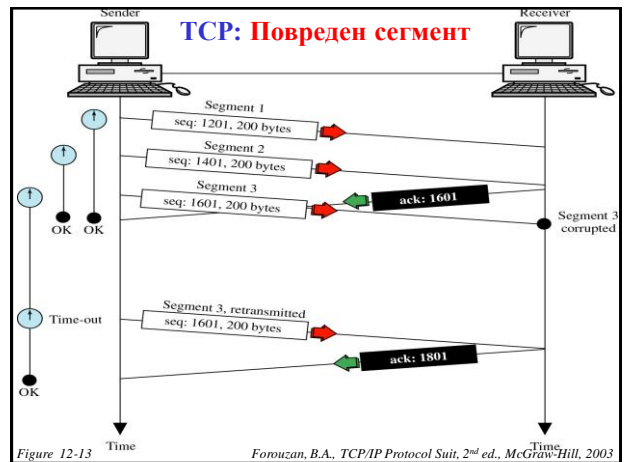 Sender
Receiver
TCP: Повреден сегмент
Segment 1
seq: 1201, 200 bytes
Segment 2
seq: 1401, 200 bytes
Segment 3
seq: 1601, 200 bytes
ack: 1601
OK
OK
Segment 3
corrupted
Time-out
Segment 3, retransmitted
seq: 1601, 200 bytes
ack: 1801
OK
Time
Time
Figure 12-13
Forouzan, B.A., TCP/IP Protocol Suit, 2nd ed., McGraw-Hill, 2003